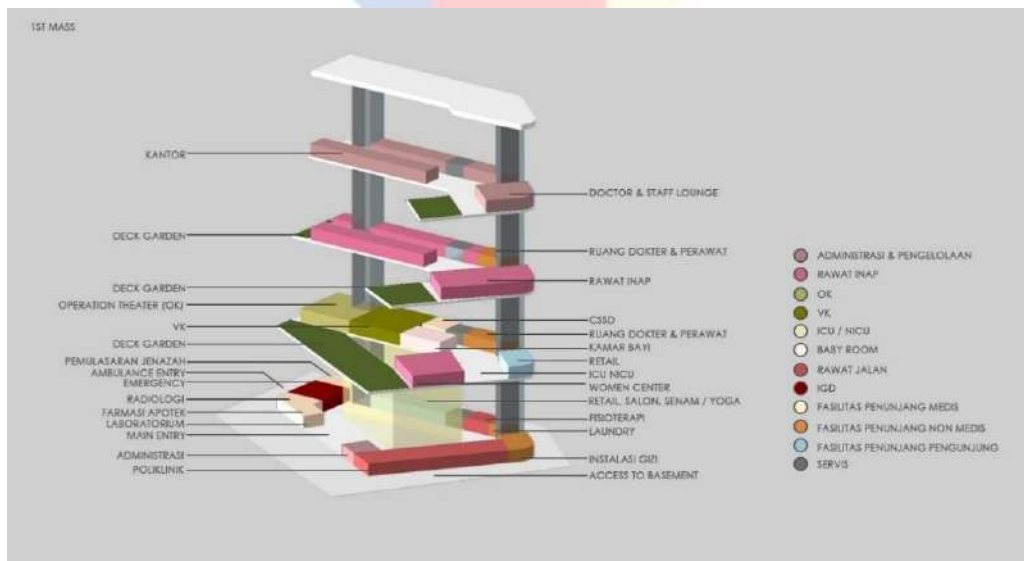 1ST MASS
KANTOR
DECK GARDEN
DECK GARDEN
OPERATION THEATER (OK)
VK
DECK GARDEN
PEMULASARAN JENAZAH
AMBULANCE ENTRY
EMERGENCY
RADIOLOGI
FARMASI APOTEK
LABORATORIUM
MAIN ENTRY
ADMINISTRASI
POLIKLINIK
DOCTOR & STAFF LOUNGE
RUANG DOKTER & PERAWAT
RAWAT INAP
CSSD
RUANG DOKTER & PERAWAT
KAMAR BAYI
RETAIL
ICU NICU
WOMEN CENTER
RETAIL, SALON, SENAM / YOGA
FISIOTERAPI
LAUNDRY
INSTALASI GIZI
ACCESS TO BASEMENT
ADMINISTRASI & PENGELOLAAN
RAWAT INAP
OK
VK
ICU / NICU
BABY ROOM
RAWAT JALAN
IGD
FASILITAS PENUNJANG MEDIS
FASILITAS PENUNJANG NON MEDIS
FASILITAS PENUNJANG PENGUNJUNG
SERVIS